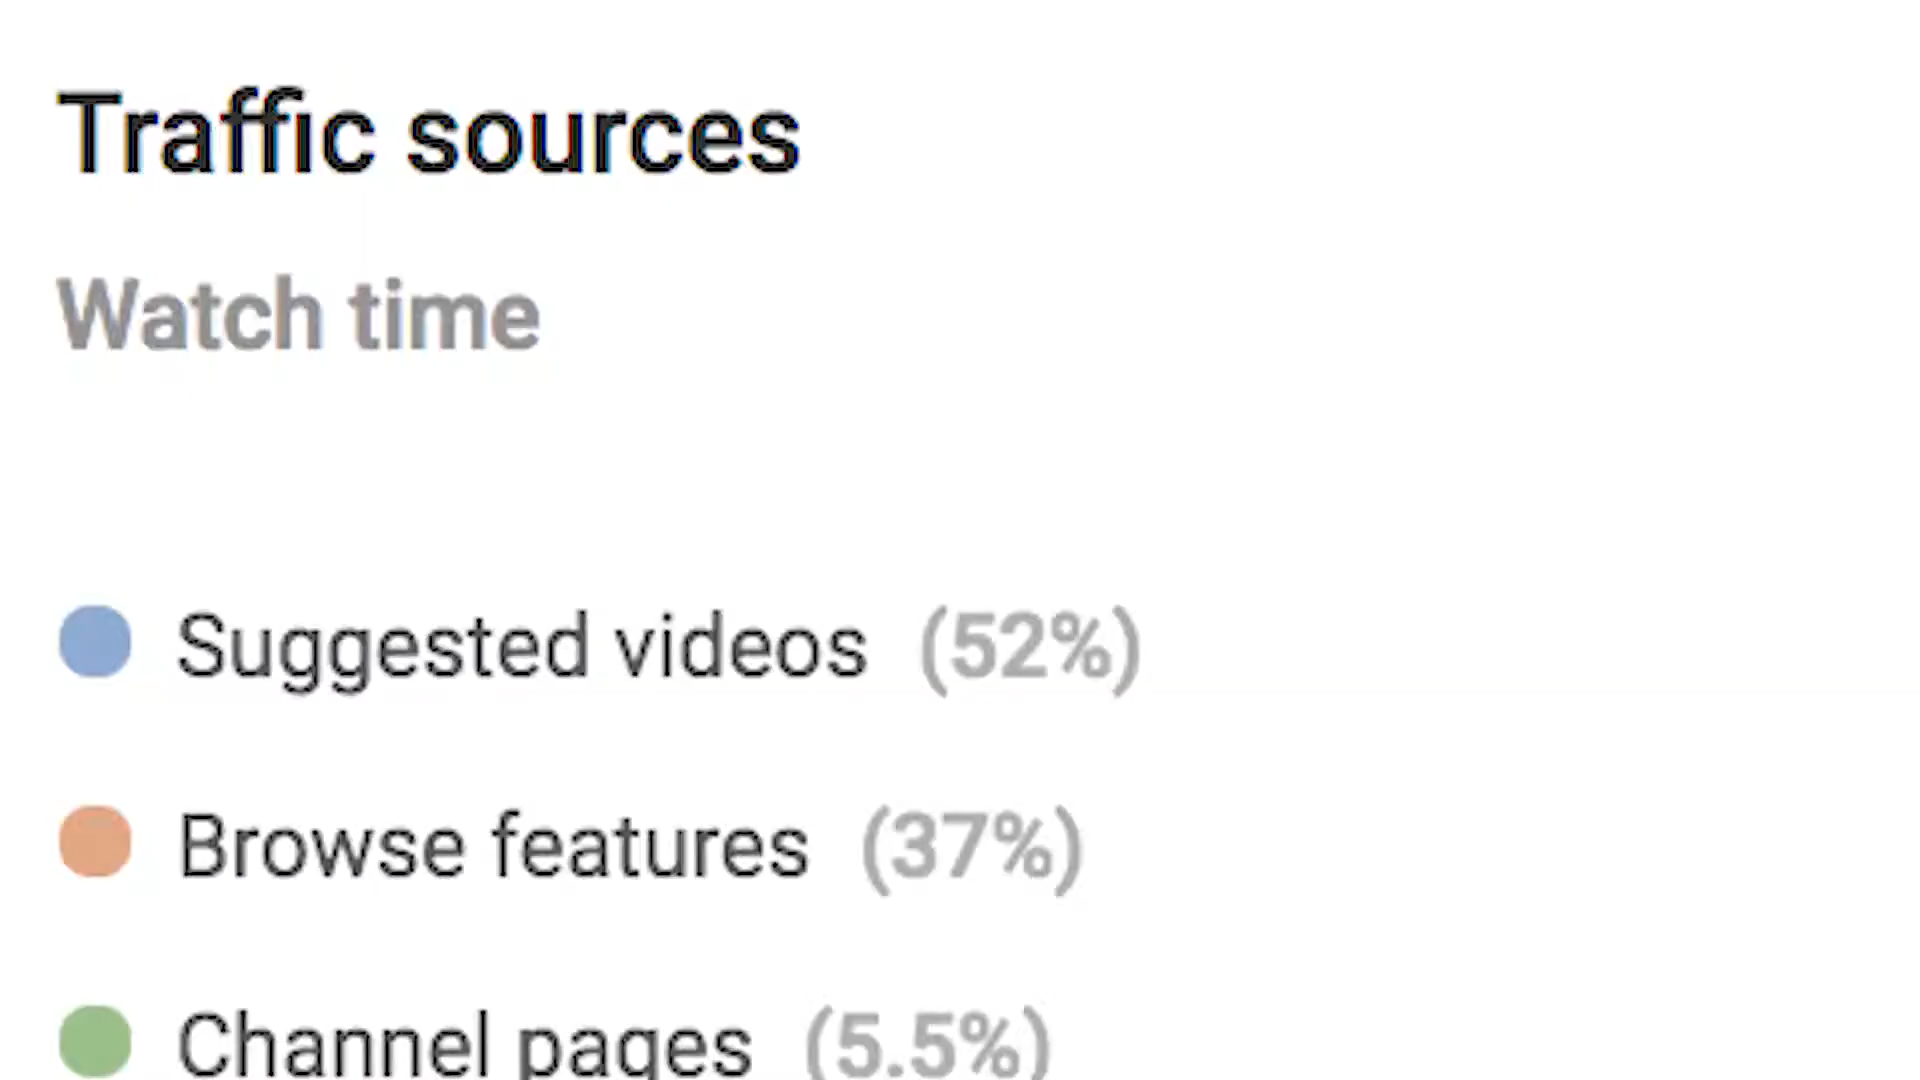 Traffic sources
Watch time
Suggested videos (52%)
Browse features (37%)
Channel pages (5.5%)